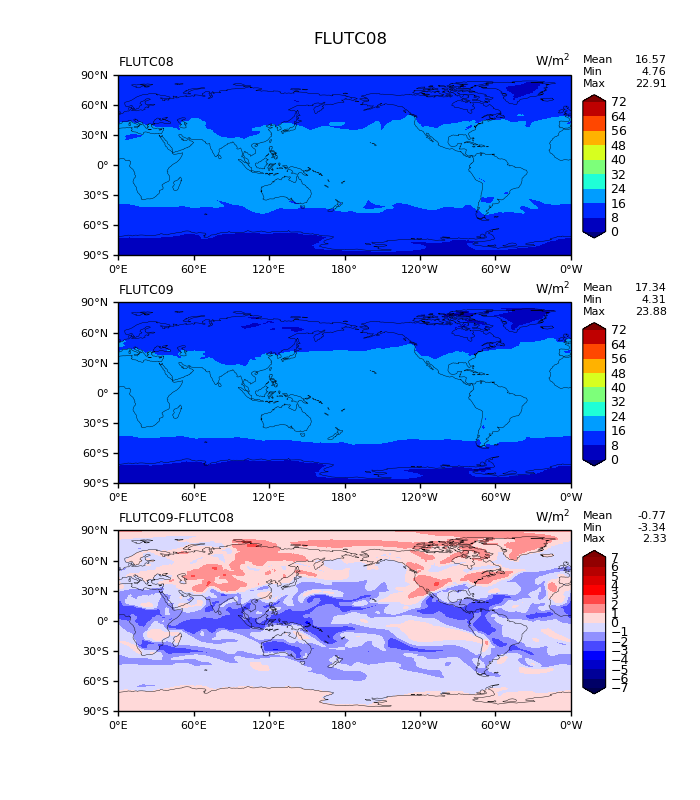 FLUTC08
FLUTC08 W/m² Mean 16.57
Min 4.76
Max 22.91
90°N
60°N
30°N
0°
30°S
60°S
90°S
0°E 60°E 120°E 180° 120°W 60°W 0°W
72
64
56
48
40
32
24
16
8
0
FLUTC09 W/m² Mean 17.34
Min 4.31
Max 23.88
90°N
60°N
30°N
0°
30°S
60°S
90°S
0°E 60°E 120°E 180° 120°W 60°W 0°W
72
64
56
48
40
32
24
16
8
0
FLUTC09-FLUTC08 W/m² Mean -0.77
Min -3.34
Max 2.33
90°N
60°N
30°N
0°
30°S
60°S
90°S
0°E 60°E 120°E 180° 120°W 60°W 0°W
7
6
5
4
3
2
1
0
−1
−2
−3
−4
−5
−6
−7